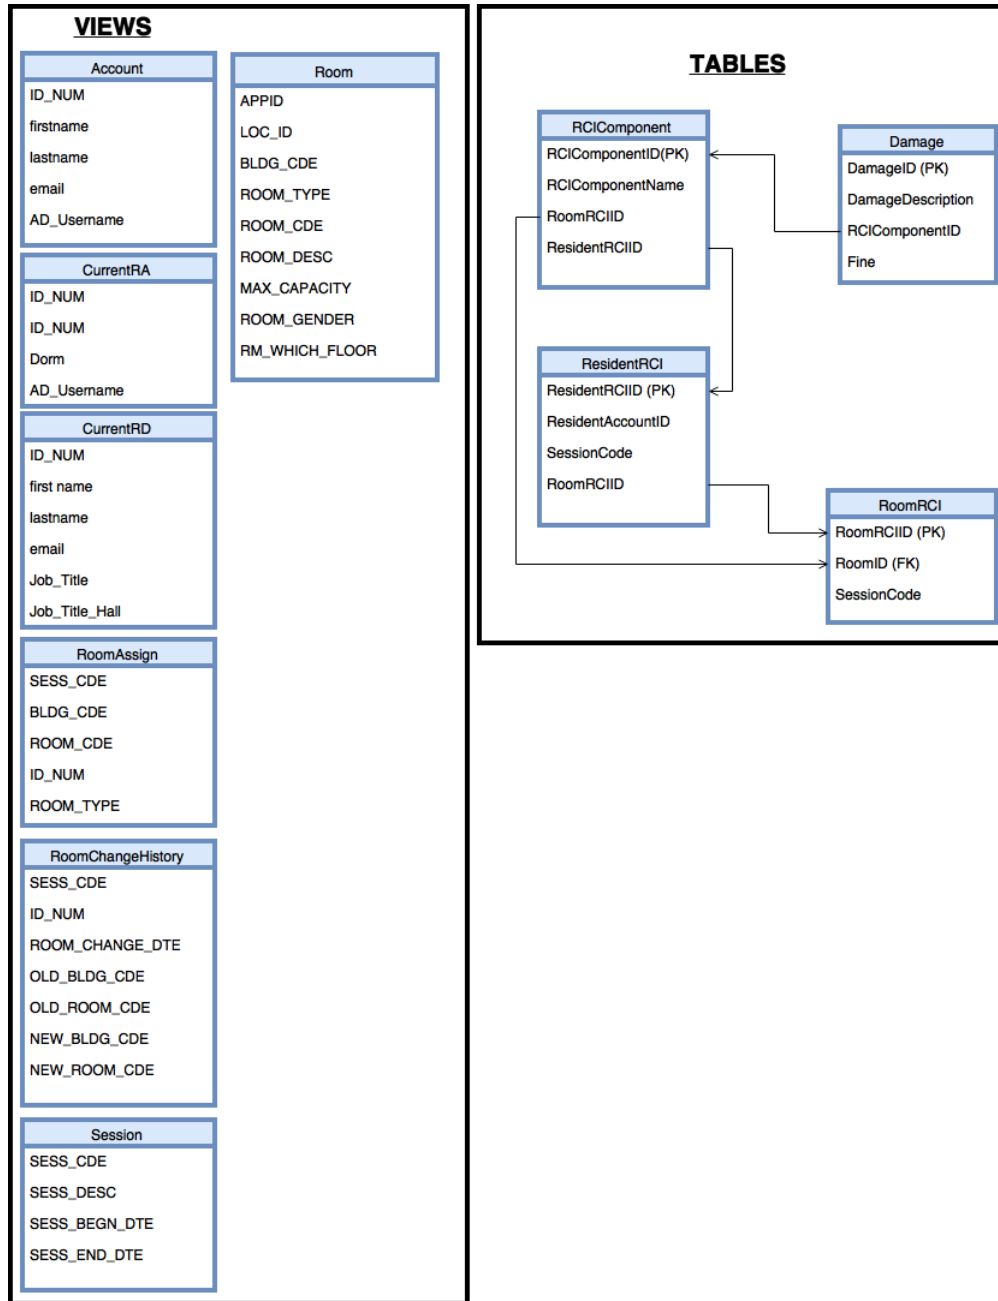 VIEWS
Account
ID_NUM
firstname
lastname
email
AD_Username
CurrentRA
ID_NUM
ID_NUM
Dorm
AD_Username
CurrentRD
ID_NUM
first name
lastname
email
Job_Title
Job_Title_Hall
RoomAssign
SESS_CDE
BLDG_CDE
ROOM_CDE
ID_NUM
ROOM_TYPE
RoomChangeHistory
SESS_CDE
ID_NUM
ROOM_CHANGE_DTE
OLD_BLDG_CDE
OLD_ROOM_CDE
NEW_BLDG_CDE
NEW_ROOM_CDE
Session
SESS_CDE
SESS_DESC
SESS_BEGN_DTE
SESS_END_DTE
Room
APPID
LOC_ID
BLDG_CDE
ROOM_TYPE
ROOM_CDE
ROOM_DESC
MAX_CAPACITY
ROOM_GENDER
RM_WHICH_FLOOR
TABLES
RCIComponent
RCIComponentID(PK)
RCIComponentName
RoomRCIID
ResidentRCIID
Damage
DamageID (PK)
DamageDescription
RCIComponentID
Fine
ResidentRCI
ResidentRCIID (PK)
ResidentAccountID
SessionCode
RoomRCIID
RoomRCI
RoomRCIID (PK)
RoomID (FK)
SessionCode